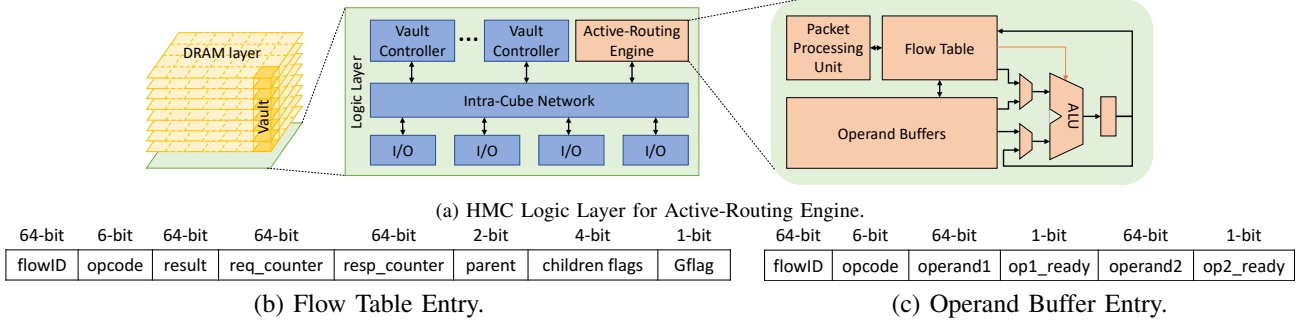 DRAM layer
Vault
Logic Layer
Vault
Controller
...
Vault
Controller
Active-Routing
Engine
Intra-Cube Network
I/O
I/O
I/O
I/O
Packet
Processing
Unit
Flow Table
Operand Buffers
ALU
(a) HMC Logic Layer for Active-Routing Engine.
64-bit 6-bit 64-bit 64-bit 64-bit 2-bit 4-bit 1-bit
flowID opcode result req_counter resp_counter parent children flags Gflag
(b) Flow Table Entry.
64-bit 6-bit 64-bit 1-bit 64-bit 1-bit
flowID opcode operand1 op1_ready operand2 op2_ready
(c) Operand Buffer Entry.